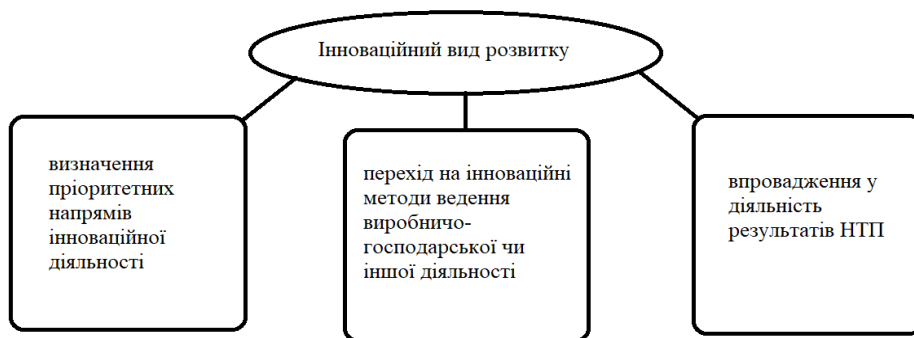 Інноваційний вид розвитку
визначення
пріоритетних
напрямів
інноваційної
діяльності
перехід на інноваційні
методи ведення
виробничо-
господарської чи
іншої діяльності
впровадження у
діяльність
результатів НТП